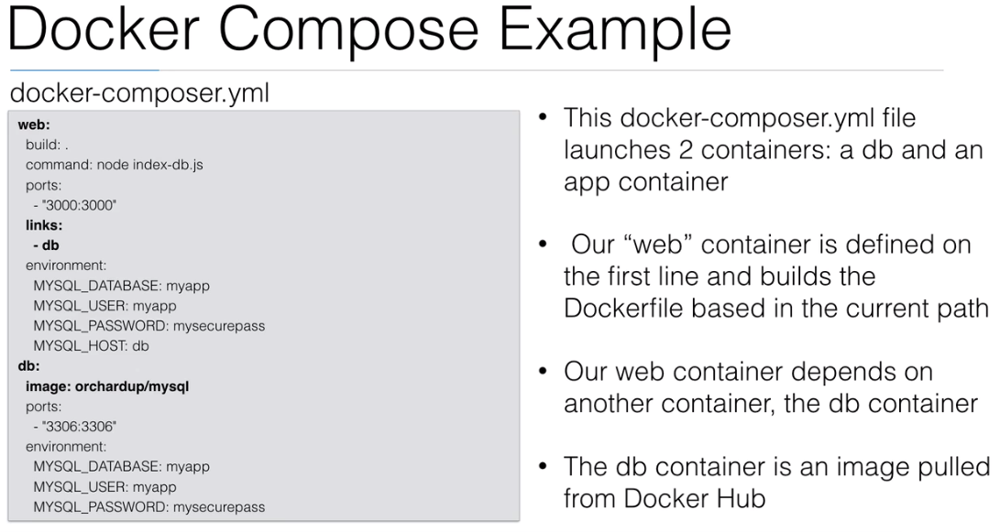 Docker Compose Example
docker-composer.yml
web:
build: .
command: node index-db.js
ports:
- "3000:3000"
links:
- db
environment:
MYSQL_DATABASE: myapp
MYSQL_USER: myapp
MYSQL_PASSWORD: mysecurepass
MYSQL_HOST: db
db:
image: orchardup/mysql
ports:
- "3306:3306"
environment:
MYSQL_DATABASE: myapp
MYSQL_USER: myapp
MYSQL_PASSWORD: mysecurepass
• This docker-composer.yml file
launches 2 containers: a db and an
app container
• Our “web” container is defined on
the first line and builds the
Dockerfile based in the current path
• Our web container depends on
another container, the db container
• The db container is an image pulled
from Docker Hub